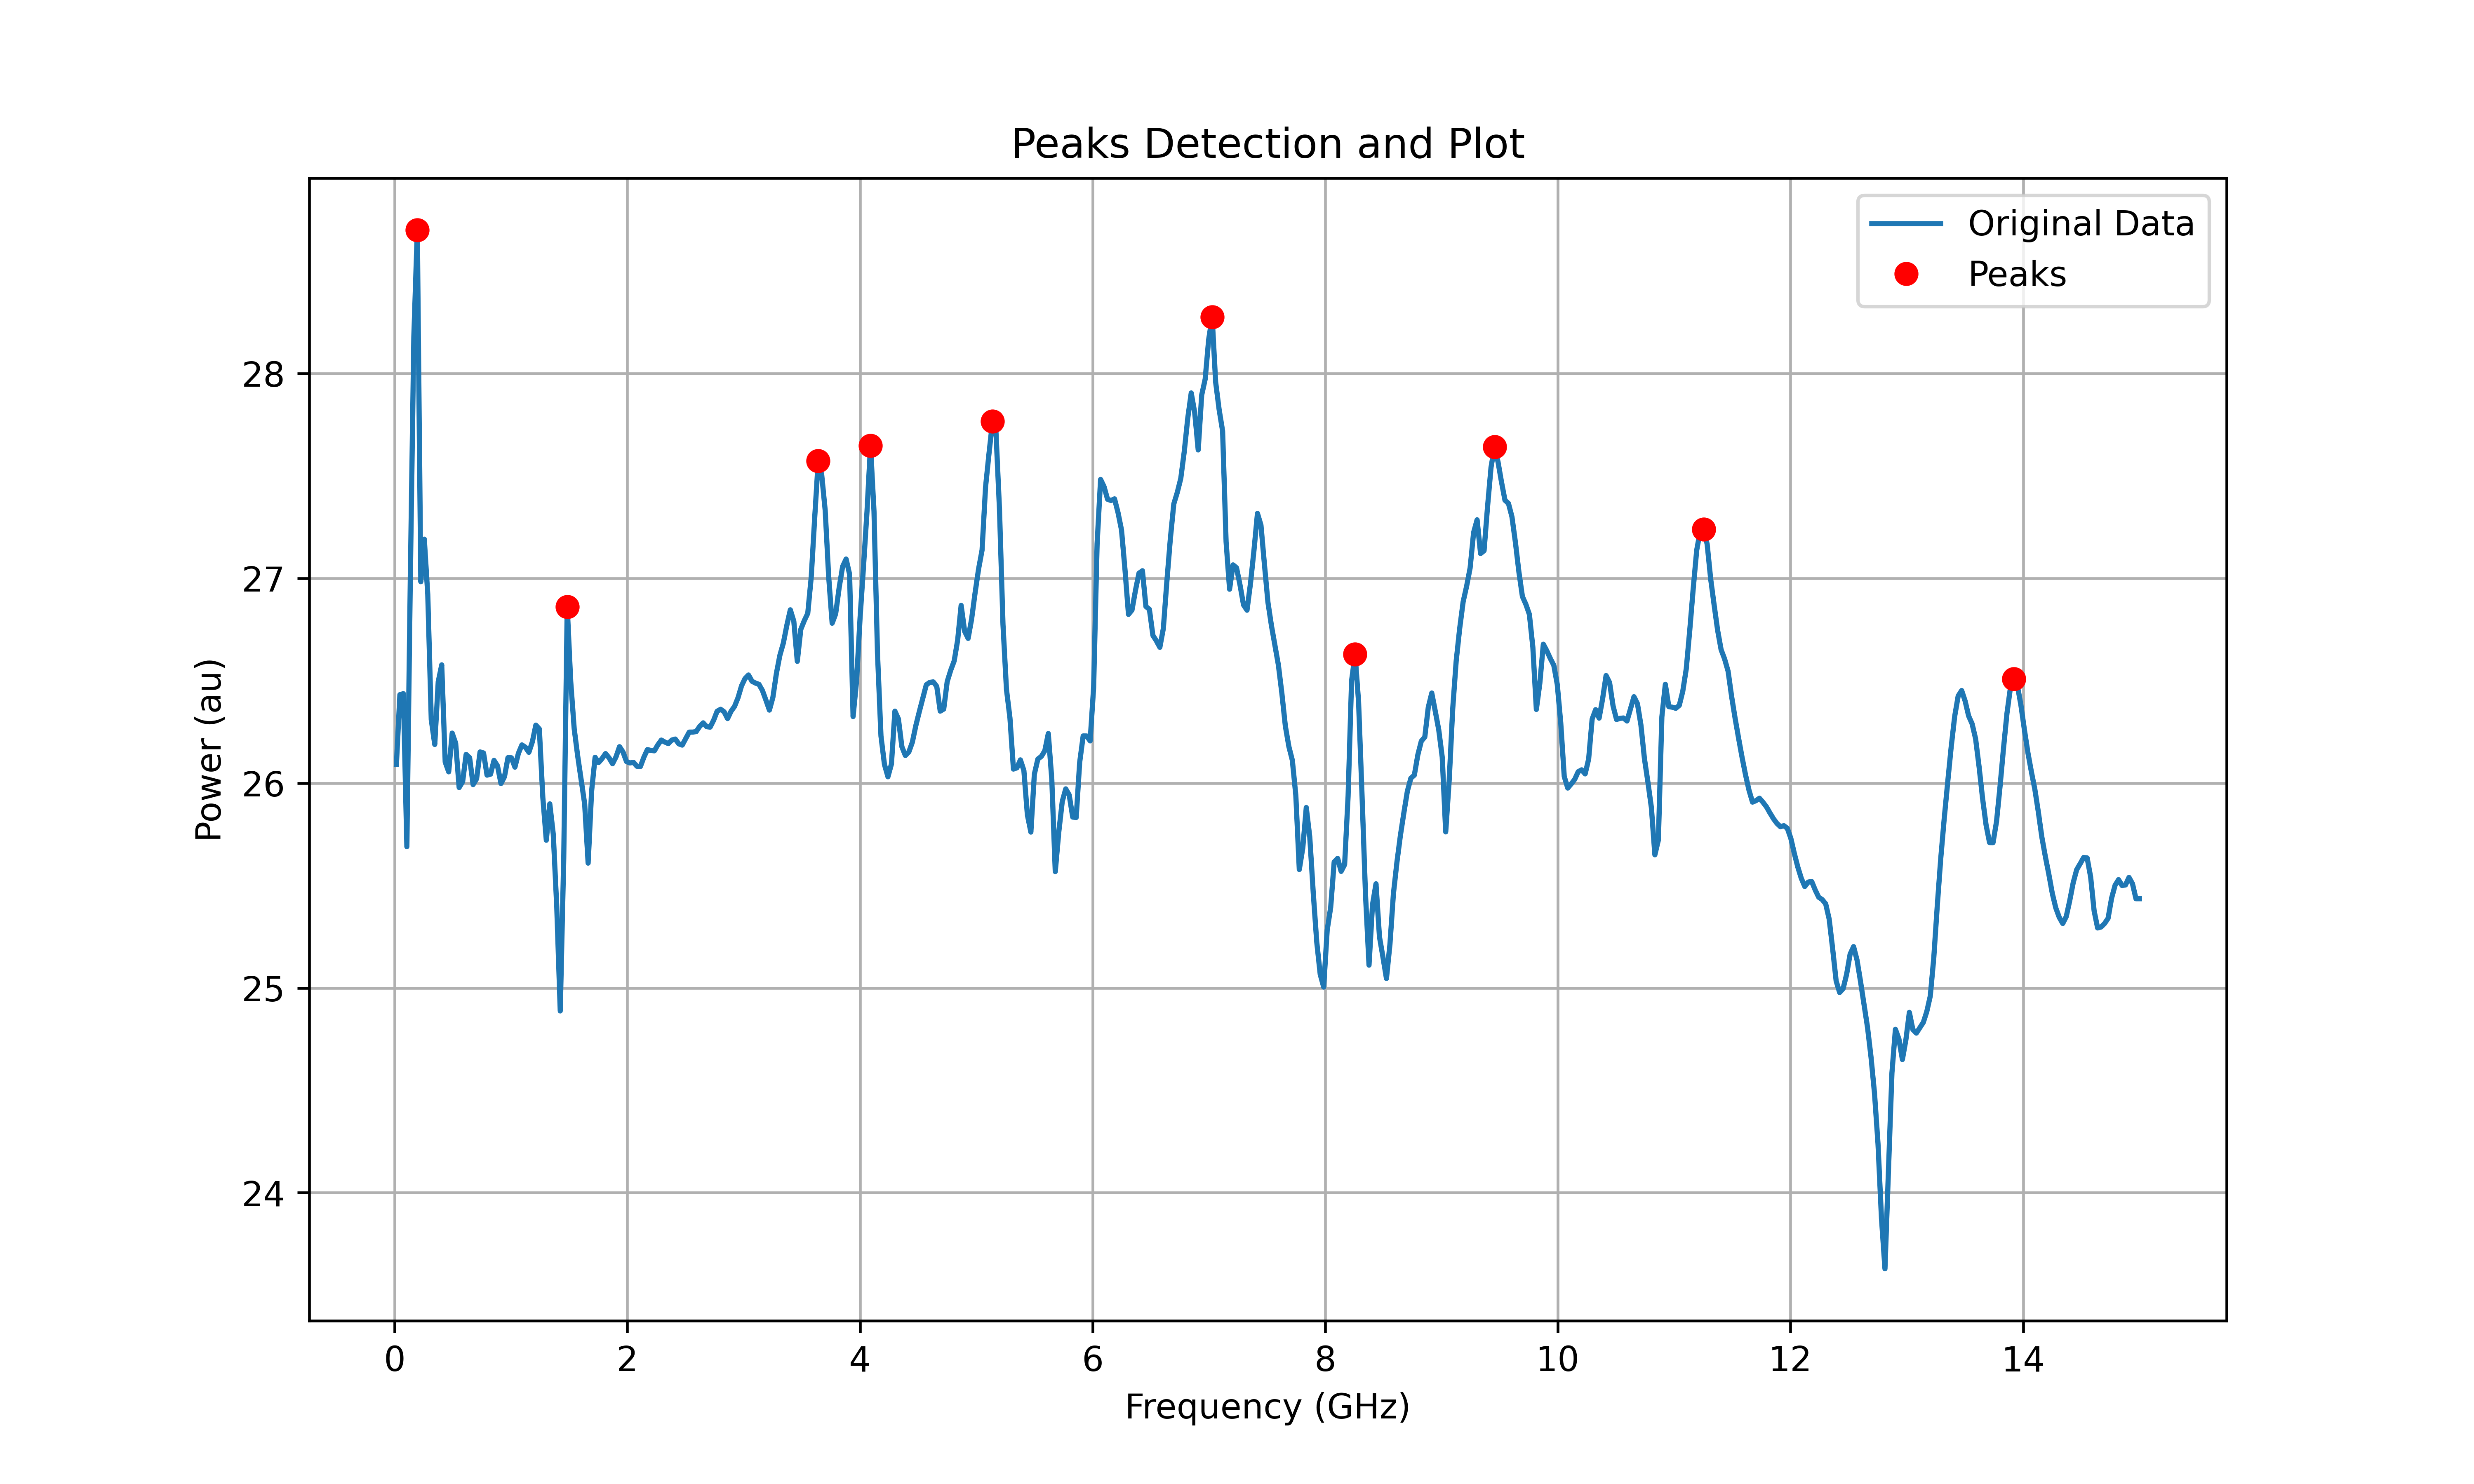 Peaks Detection and Plot
Original Data
Peaks
28
27
26
25
24
Power (au)
0 2 4 6 8 10 12 14
Frequency (GHz)